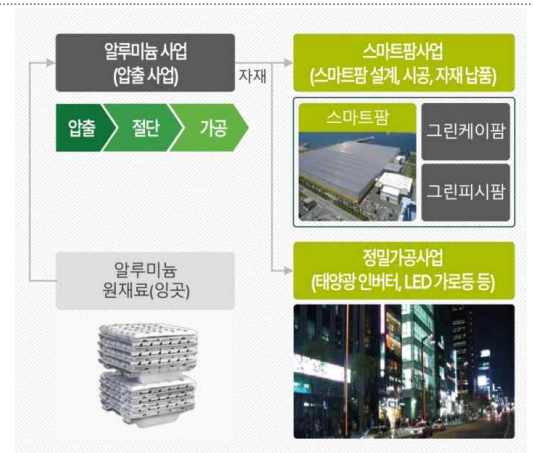 알루미늄 사업
(압출 사업)
자재
압출
절단
가공
알루미늄
원재료(잉곳)
스마트팜사업
(스마트팜 설계, 시공, 자재 납품)
스마트팜
그린케이팜
그린피시팜
정밀가공사업
(태양광 인버터, LED 가로등 등)